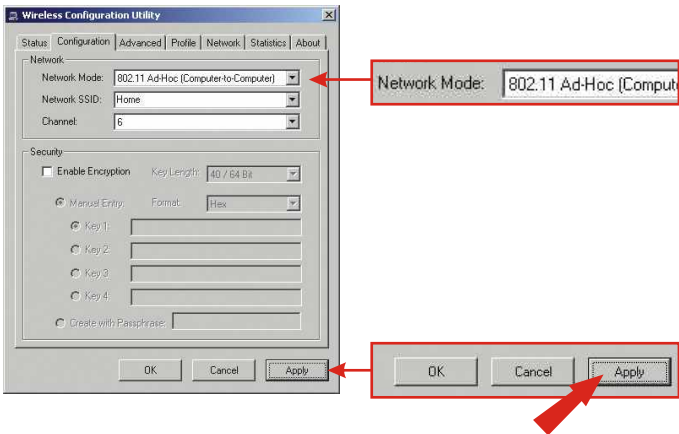 Wireless Configuration Utility
Status Configuration Advanced Profile Network Statistics About
Network
Network Mode: 802.11 Ad-Hoc (Computer-to-Computer)
Network SSID: Home
Channel: 6
Security
Enable Encryption Key Length: 40 / 64 Bit
Manual Entry: Format: Hex
Key 1:
Key 2:
Key 3:
Key 4:
Create with Passphrase:
OK Cancel Apply
Network Mode: 802.11 Ad-Hoc (Compute
OK Cancel Apply